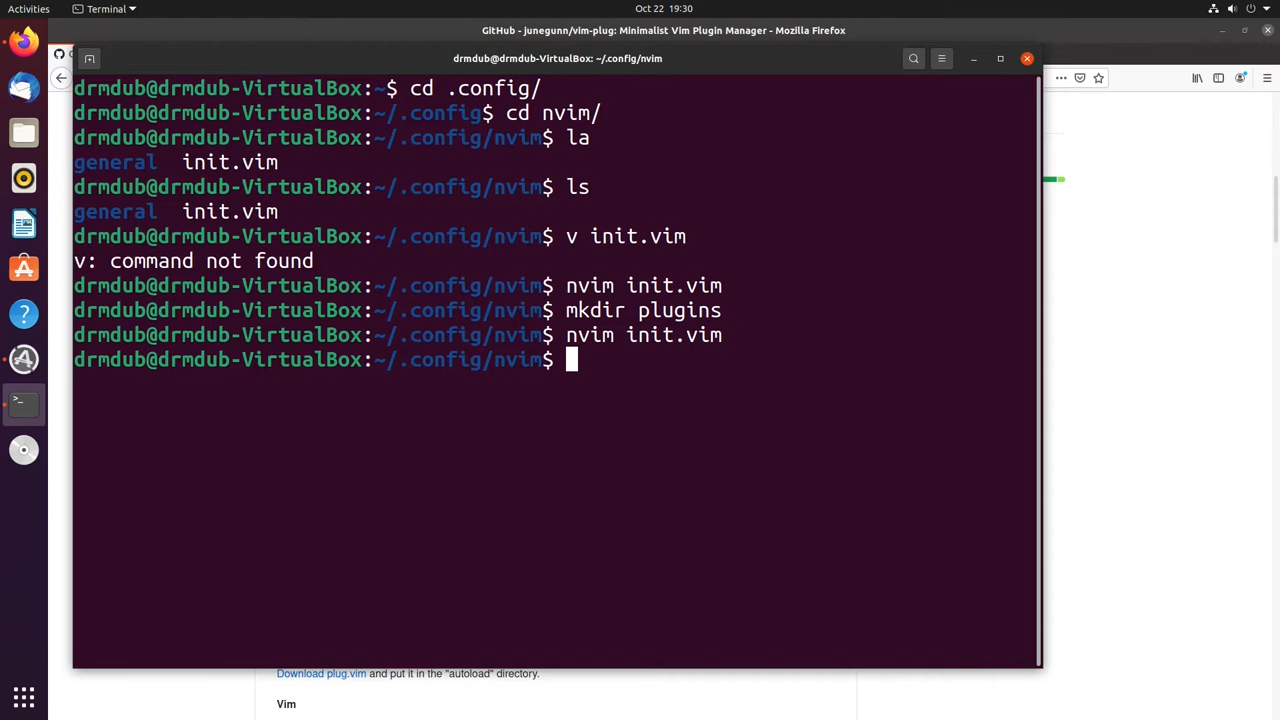 Activities
Terminal
Oct 22 19:30
GitHub - junegunn/vim-plug: Minimalist Vim Plugin Manager - Mozilla Firefox
drmdub@drmdub-VirtualBox: ~/.config/nvim
drmdub@drmdub-VirtualBox:~$ cd .config/
drmdub@drmdub-VirtualBox:~/.config$ cd nvim/
drmdub@drmdub-VirtualBox:~/.config/nvim$ la
general  init.vim
drmdub@drmdub-VirtualBox:~/.config/nvim$ ls
general  init.vim
drmdub@drmdub-VirtualBox:~/.config/nvim$ v init.vim
v: command not found
drmdub@drmdub-VirtualBox:~/.config/nvim$ nvim init.vim
drmdub@drmdub-VirtualBox:~/.config/nvim$ mkdir plugins
drmdub@drmdub-VirtualBox:~/.config/nvim$ nvim init.vim
drmdub@drmdub-VirtualBox:~/.config/nvim$
Download plug.vim and put it in the "autoload" directory.
Vim